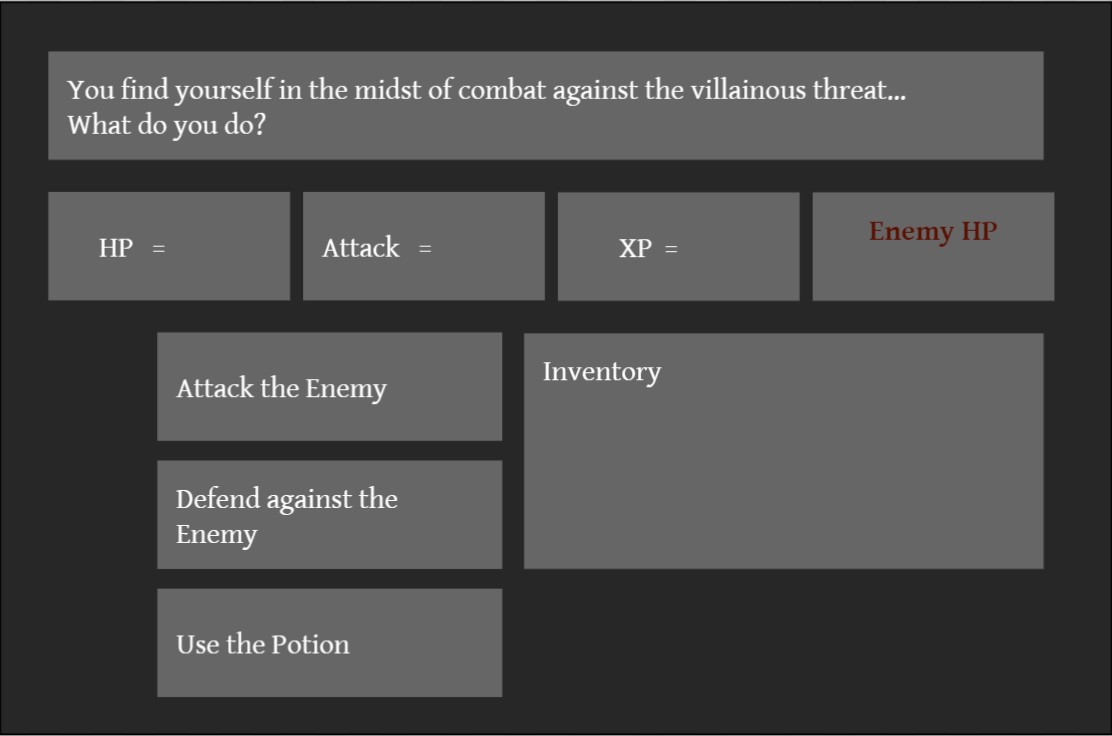 You find yourself in the midst of combat against the villainous threat...
What do you do?
HP =
Attack =
XP =
Enemy HP
Attack the Enemy
Inventory
Defend against the
Enemy
Use the Potion